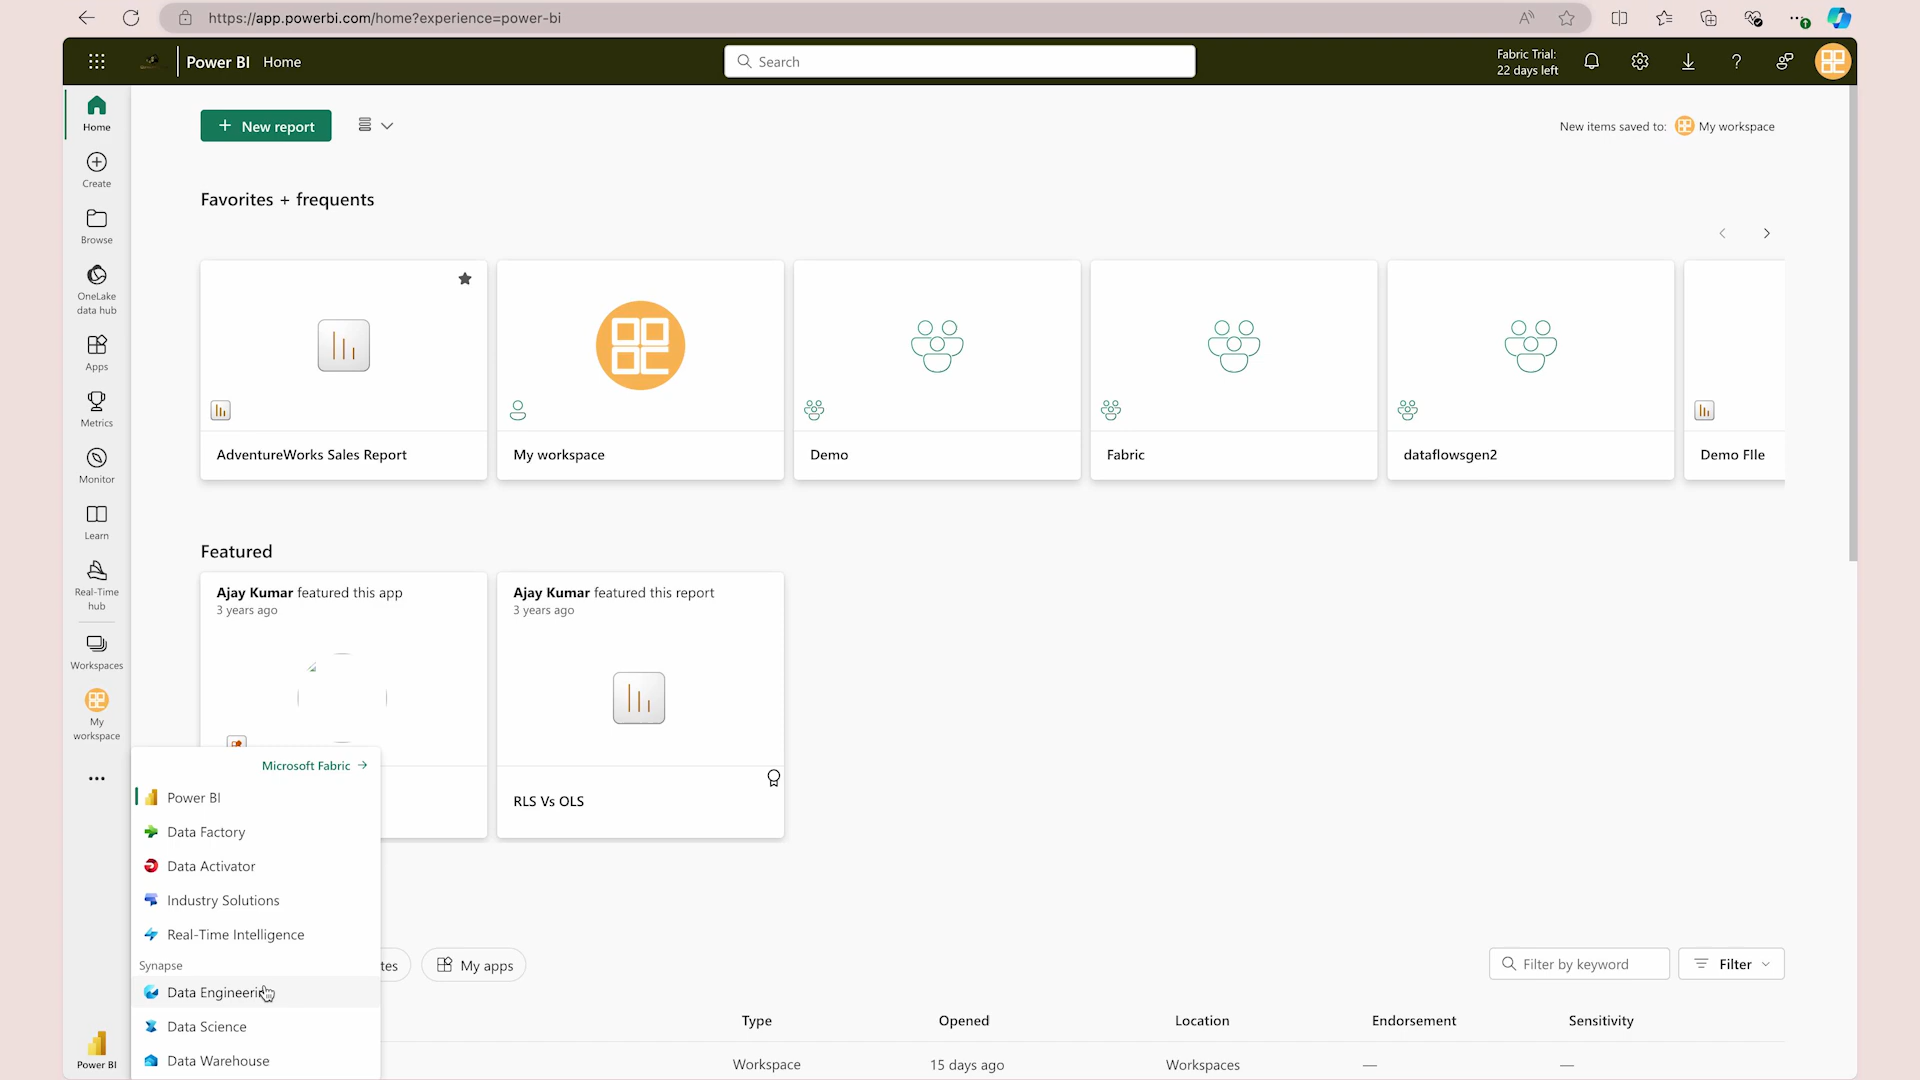 https://app.powerbi.com/home?experience=power-bi
Power BI Home
Search
Fabric Trial:
22 days left
Home
Create
Browse
OneLake
data hub
Apps
Metrics
Monitor
Learn
Real-Time
hub
Workspaces
My
workspace
Power BI
+ New report
New items saved to: My workspace
Favorites + frequents
AdventureWorks Sales Report
My workspace
Demo
Fabric
dataflowsgen2
Demo FIle
Featured
Ajay Kumar featured this app
3 years ago
Ajay Kumar featured this report
3 years ago
RLS Vs OLS
Microsoft Fabric →
Power BI
Data Factory
Data Activator
Industry Solutions
Real-Time Intelligence
Synapse
Data Engineering
Data Science
Data Warehouse
tes
My apps
Filter by keyword
Filter
Type Opened Location Endorsement Sensitivity
Workspace 15 days ago Workspaces — —